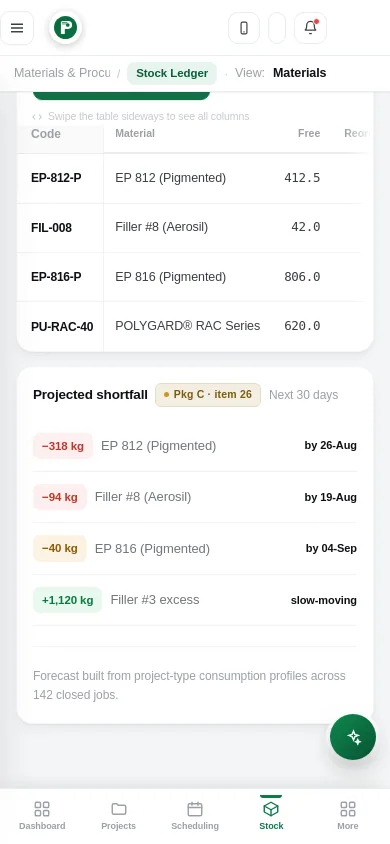 Materials & Procu / Stock Ledger · View: Materials
‹ › Swipe the table sideways to see all columns
Code Material Free Reor
EP-812-P EP 812 (Pigmented) 412.5
FIL-008 Filler #8 (Aerosil) 42.0
EP-816-P EP 816 (Pigmented) 806.0
PU-RAC-40 POLYGARD® RAC Series 620.0
Projected shortfall Pkg C · item 26 Next 30 days
−318 kg EP 812 (Pigmented) by 26-Aug
−94 kg Filler #8 (Aerosil) by 19-Aug
−40 kg EP 816 (Pigmented) by 04-Sep
+1,120 kg Filler #3 excess slow-moving
Forecast built from project-type consumption profiles across
142 closed jobs.
Dashboard Projects Scheduling Stock More